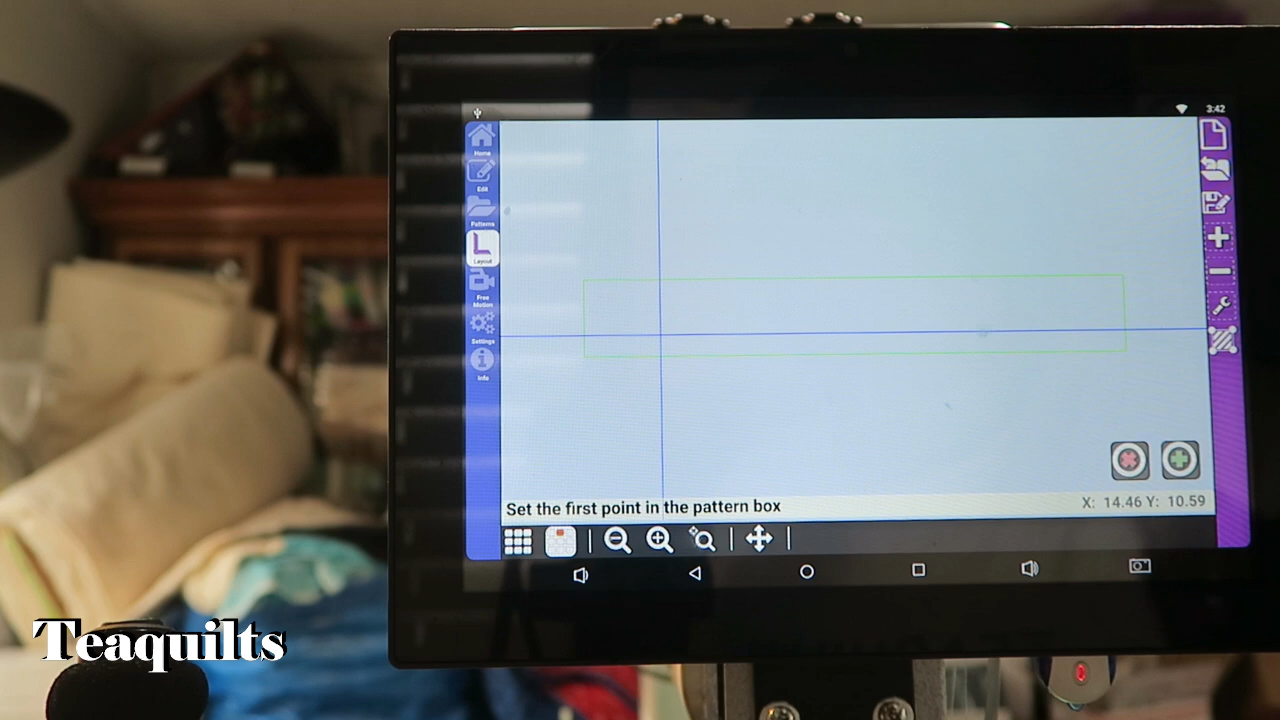 3:42
Home
Edit
Patterns
Layout
Free
Motion
Settings
Info
Set the first point in the pattern box
X: 14.46 Y: 10.59
Teaquilts